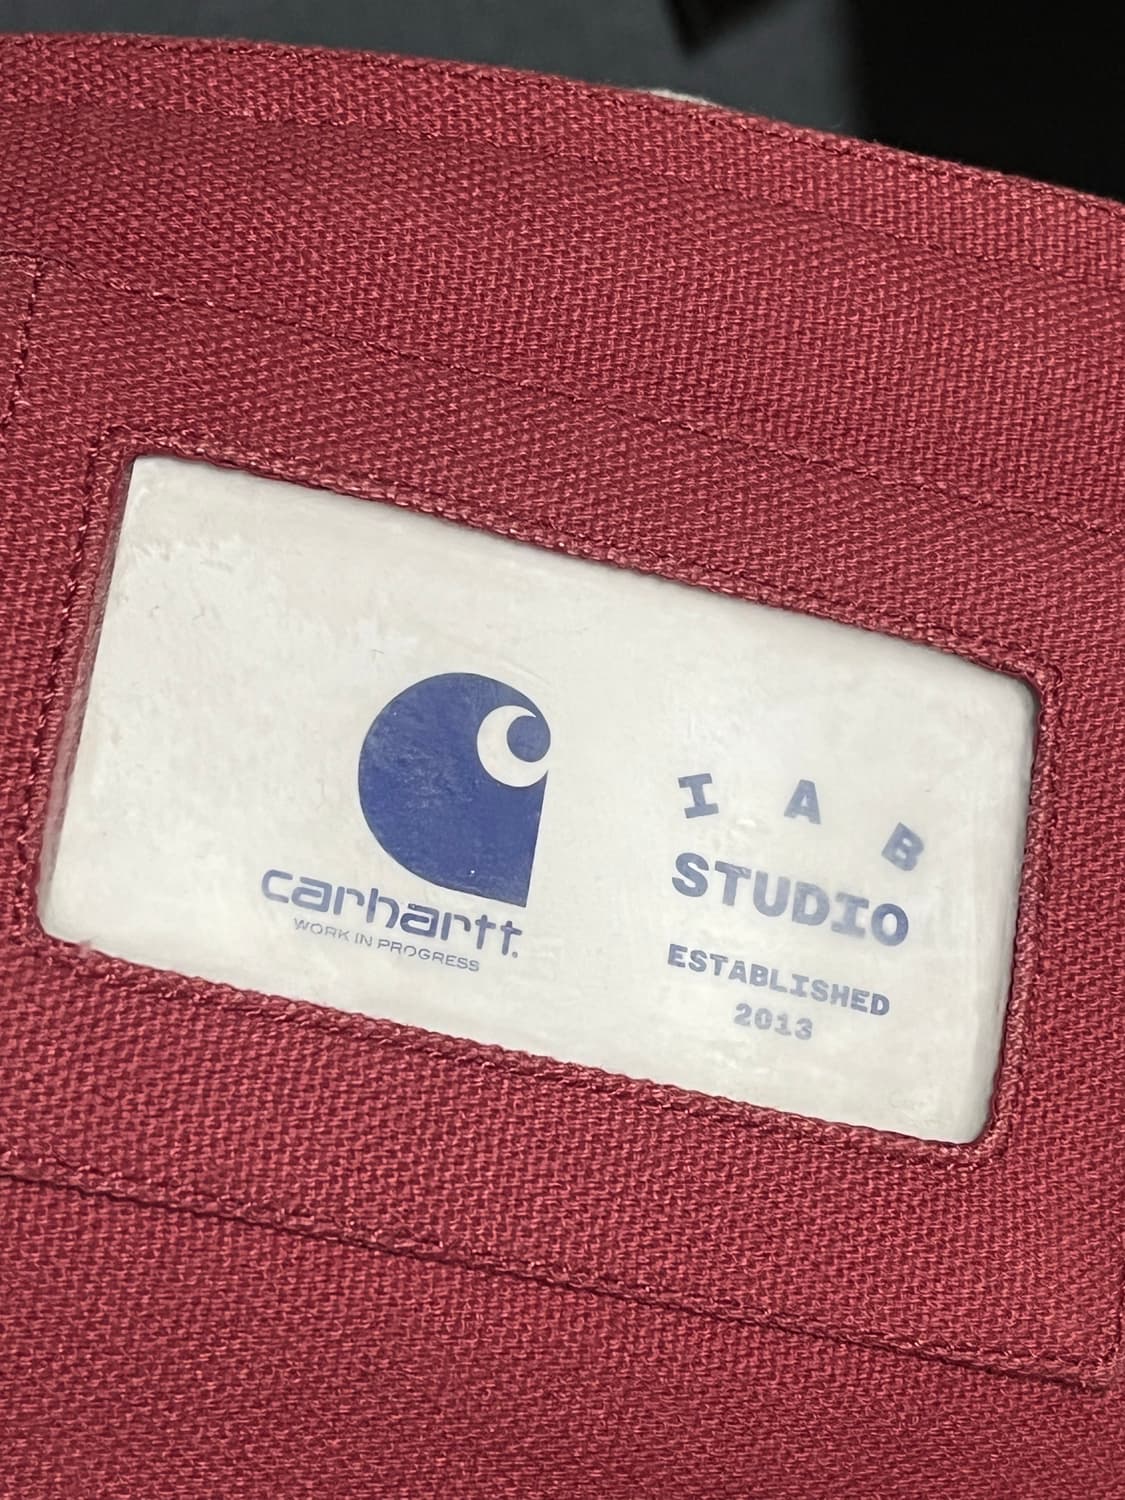 carhartt.
WORK IN PROGRESS
I A B
STUDIO
ESTABLISHED
2013